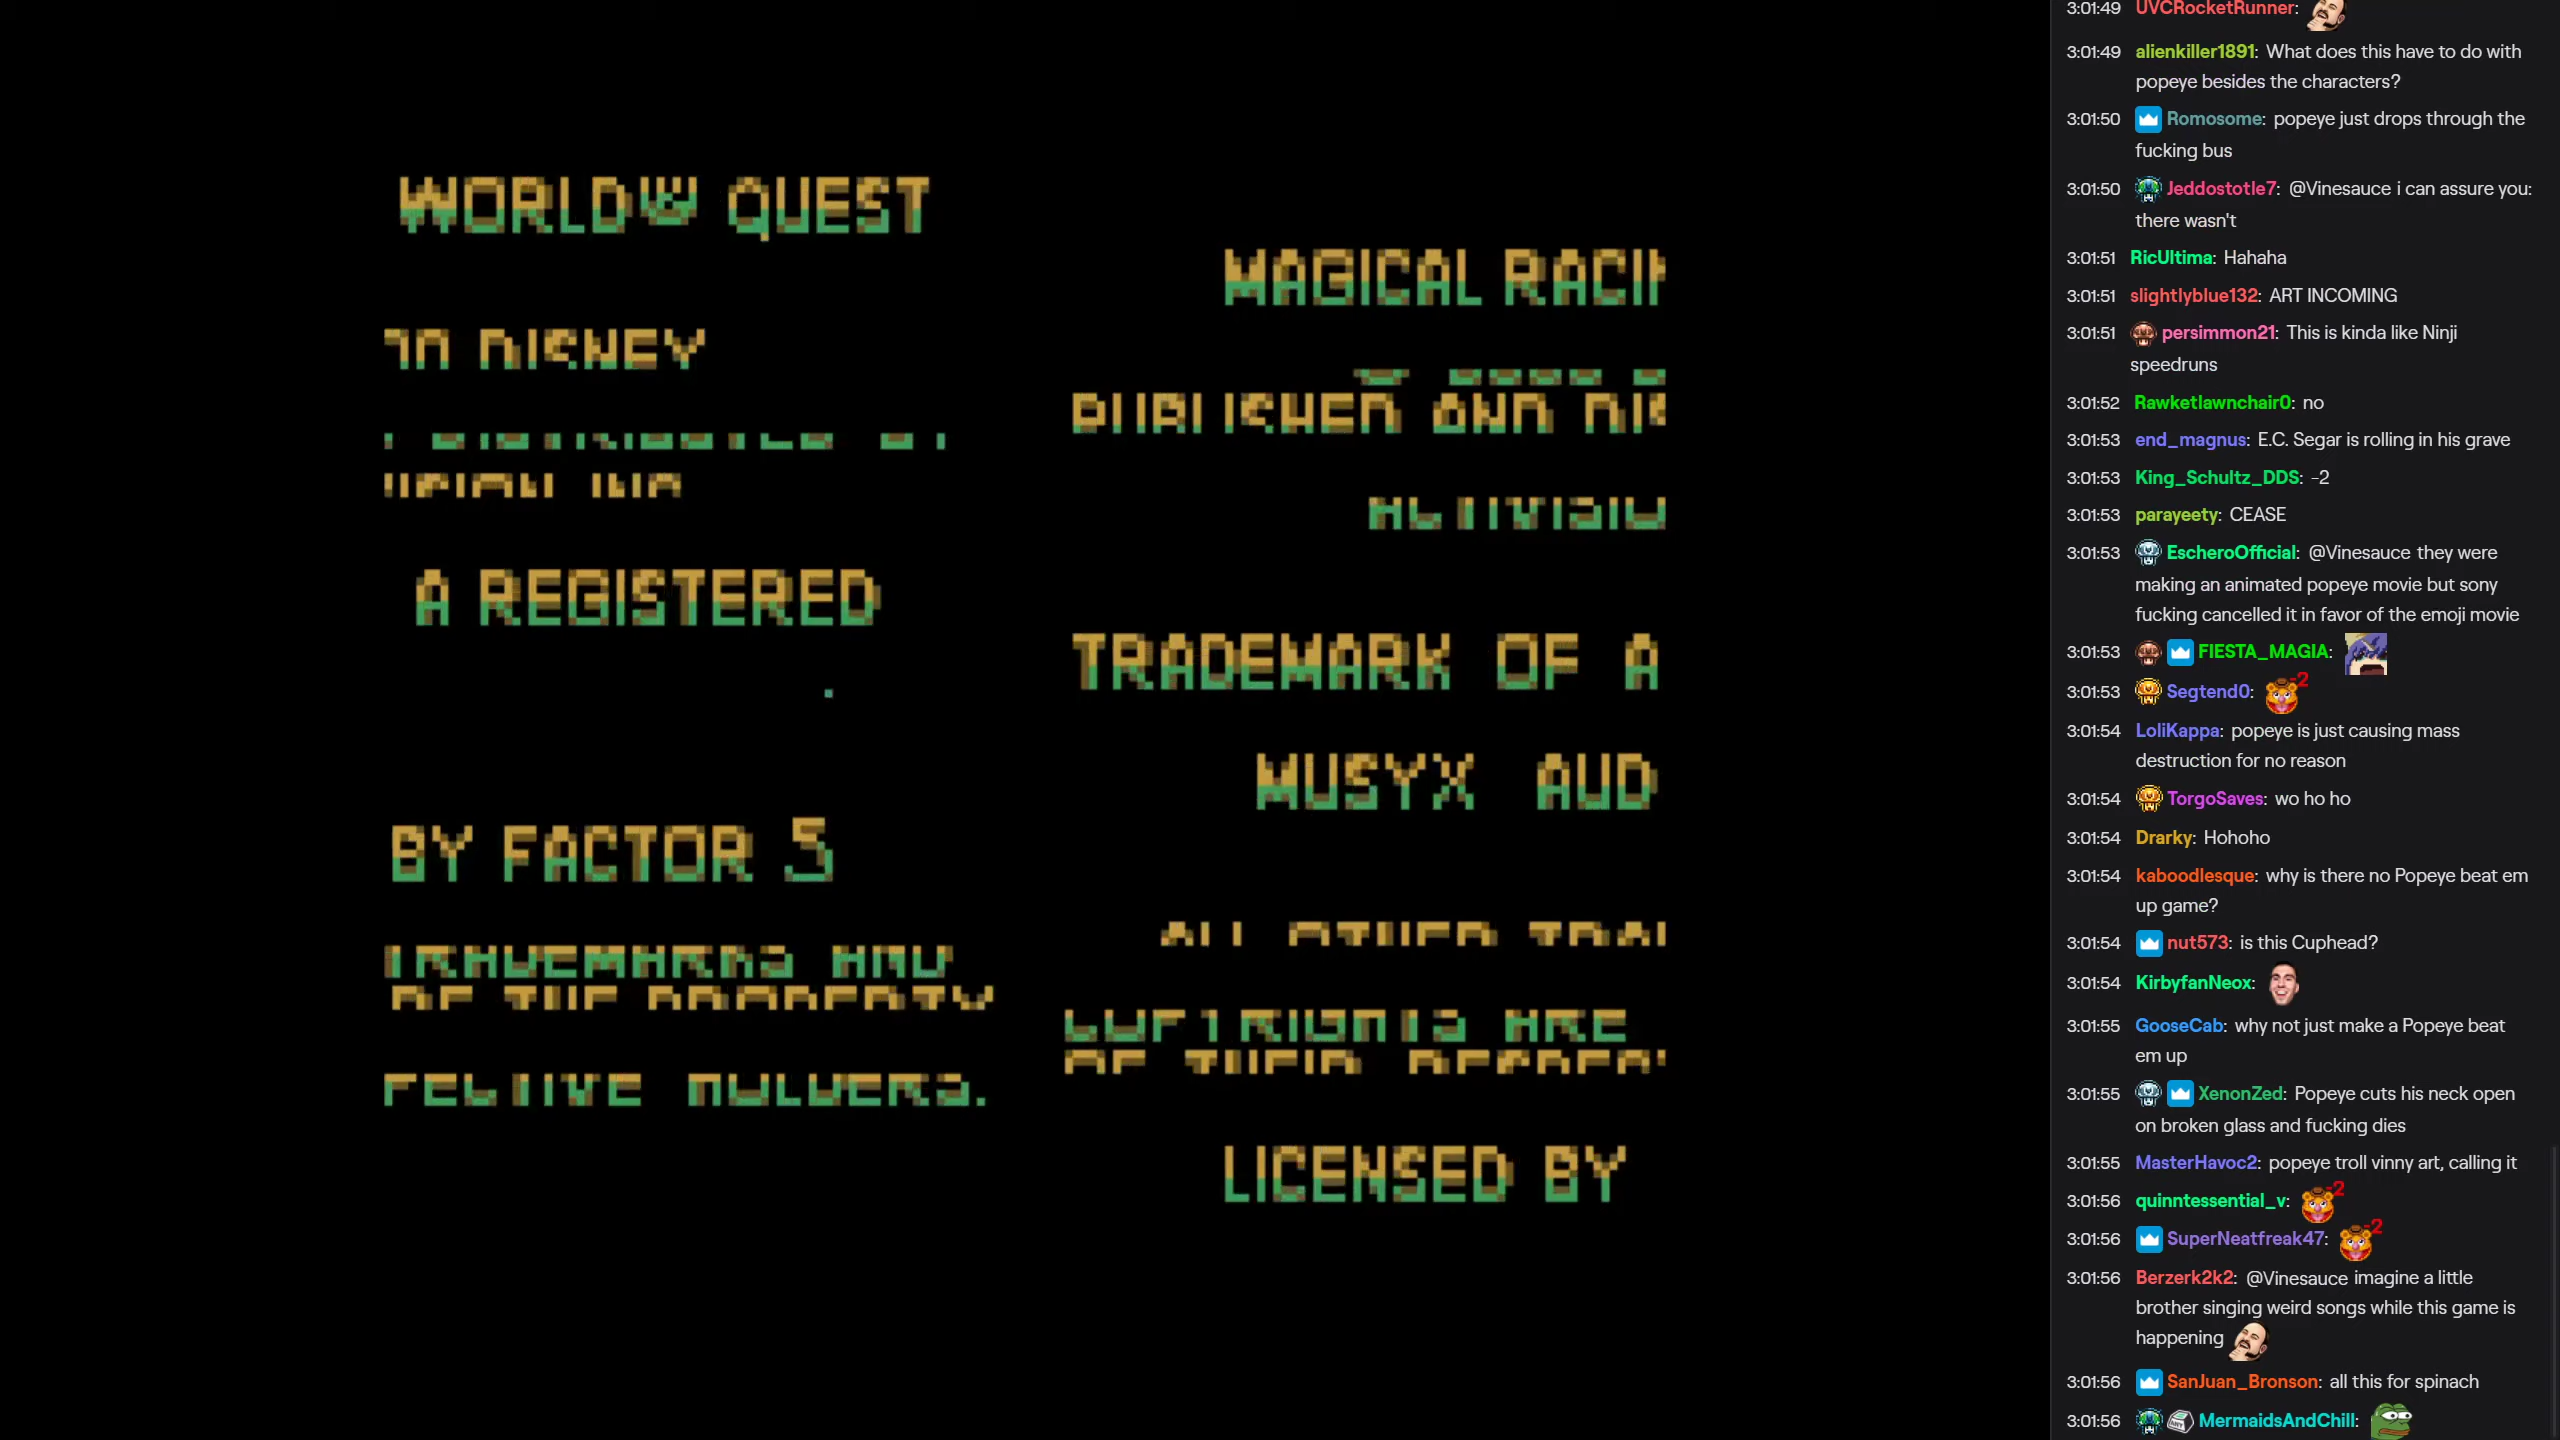 WORLD QUEST
MAGICAL RACIN
DISNEY
A REGISTERED
TRADEMARK OF A
MUSYX AUD
BY FACTOR 5
LICENSED BY
3:01:49 UVCRocketRunner:
3:01:49 alienkiller1891: What does this have to do with
popeye besides the characters?
3:01:50 Romosome: popeye just drops through the
fucking bus
3:01:50 Jeddostotle7: @Vinesauce i can assure you:
there wasn't
3:01:51 RicUltima: Hahaha
3:01:51 slightlyblue132: ART INCOMING
3:01:51 persimmon21: This is kinda like Ninji
speedruns
3:01:52 Rawketlawnchair0: no
3:01:53 end_magnus: E.C. Segar is rolling in his grave
3:01:53 King_Schultz_DDS: -2
3:01:53 parayeety: CEASE
3:01:53 EscheroOfficial: @Vinesauce they were
making an animated popeye movie but sony
fucking cancelled it in favor of the emoji movie
3:01:53 FIESTA_MAGIA:
3:01:53 Segtend0: -2
3:01:54 LoliKappa: popeye is just causing mass
destruction for no reason
3:01:54 TorgoSaves: wo ho ho
3:01:54 Drarky: Hohoho
3:01:54 kaboodlesque: why is there no Popeye beat em
up game?
3:01:54 nut573: is this Cuphead?
3:01:54 KirbyfanNeox:
3:01:55 GooseCab: why not just make a Popeye beat
em up
3:01:55 XenonZed: Popeye cuts his neck open
on broken glass and fucking dies
3:01:55 MasterHavoc2: popeye troll vinny art, calling it
3:01:56 quinntessential_v: -2
3:01:56 SuperNeatfreak47: -2
3:01:56 Berzerk2k2: @Vinesauce imagine a little
brother singing weird songs while this game is
happening
3:01:56 SanJuan_Bronson: all this for spinach
3:01:56 MermaidsAndChill: